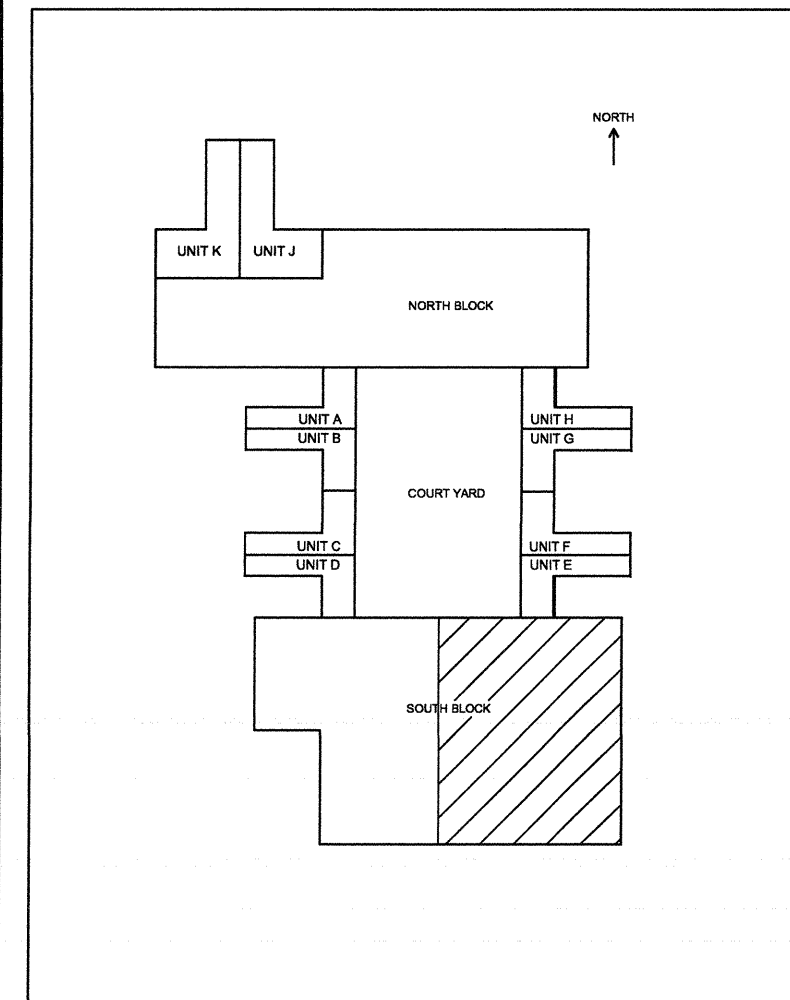 NORTH
UNIT K
UNIT J
NORTH BLOCK
UNIT A
UNIT H
UNIT B
UNIT G
COURT YARD
UNIT C
UNIT F
UNIT D
UNIT E
SOUTH BLOCK